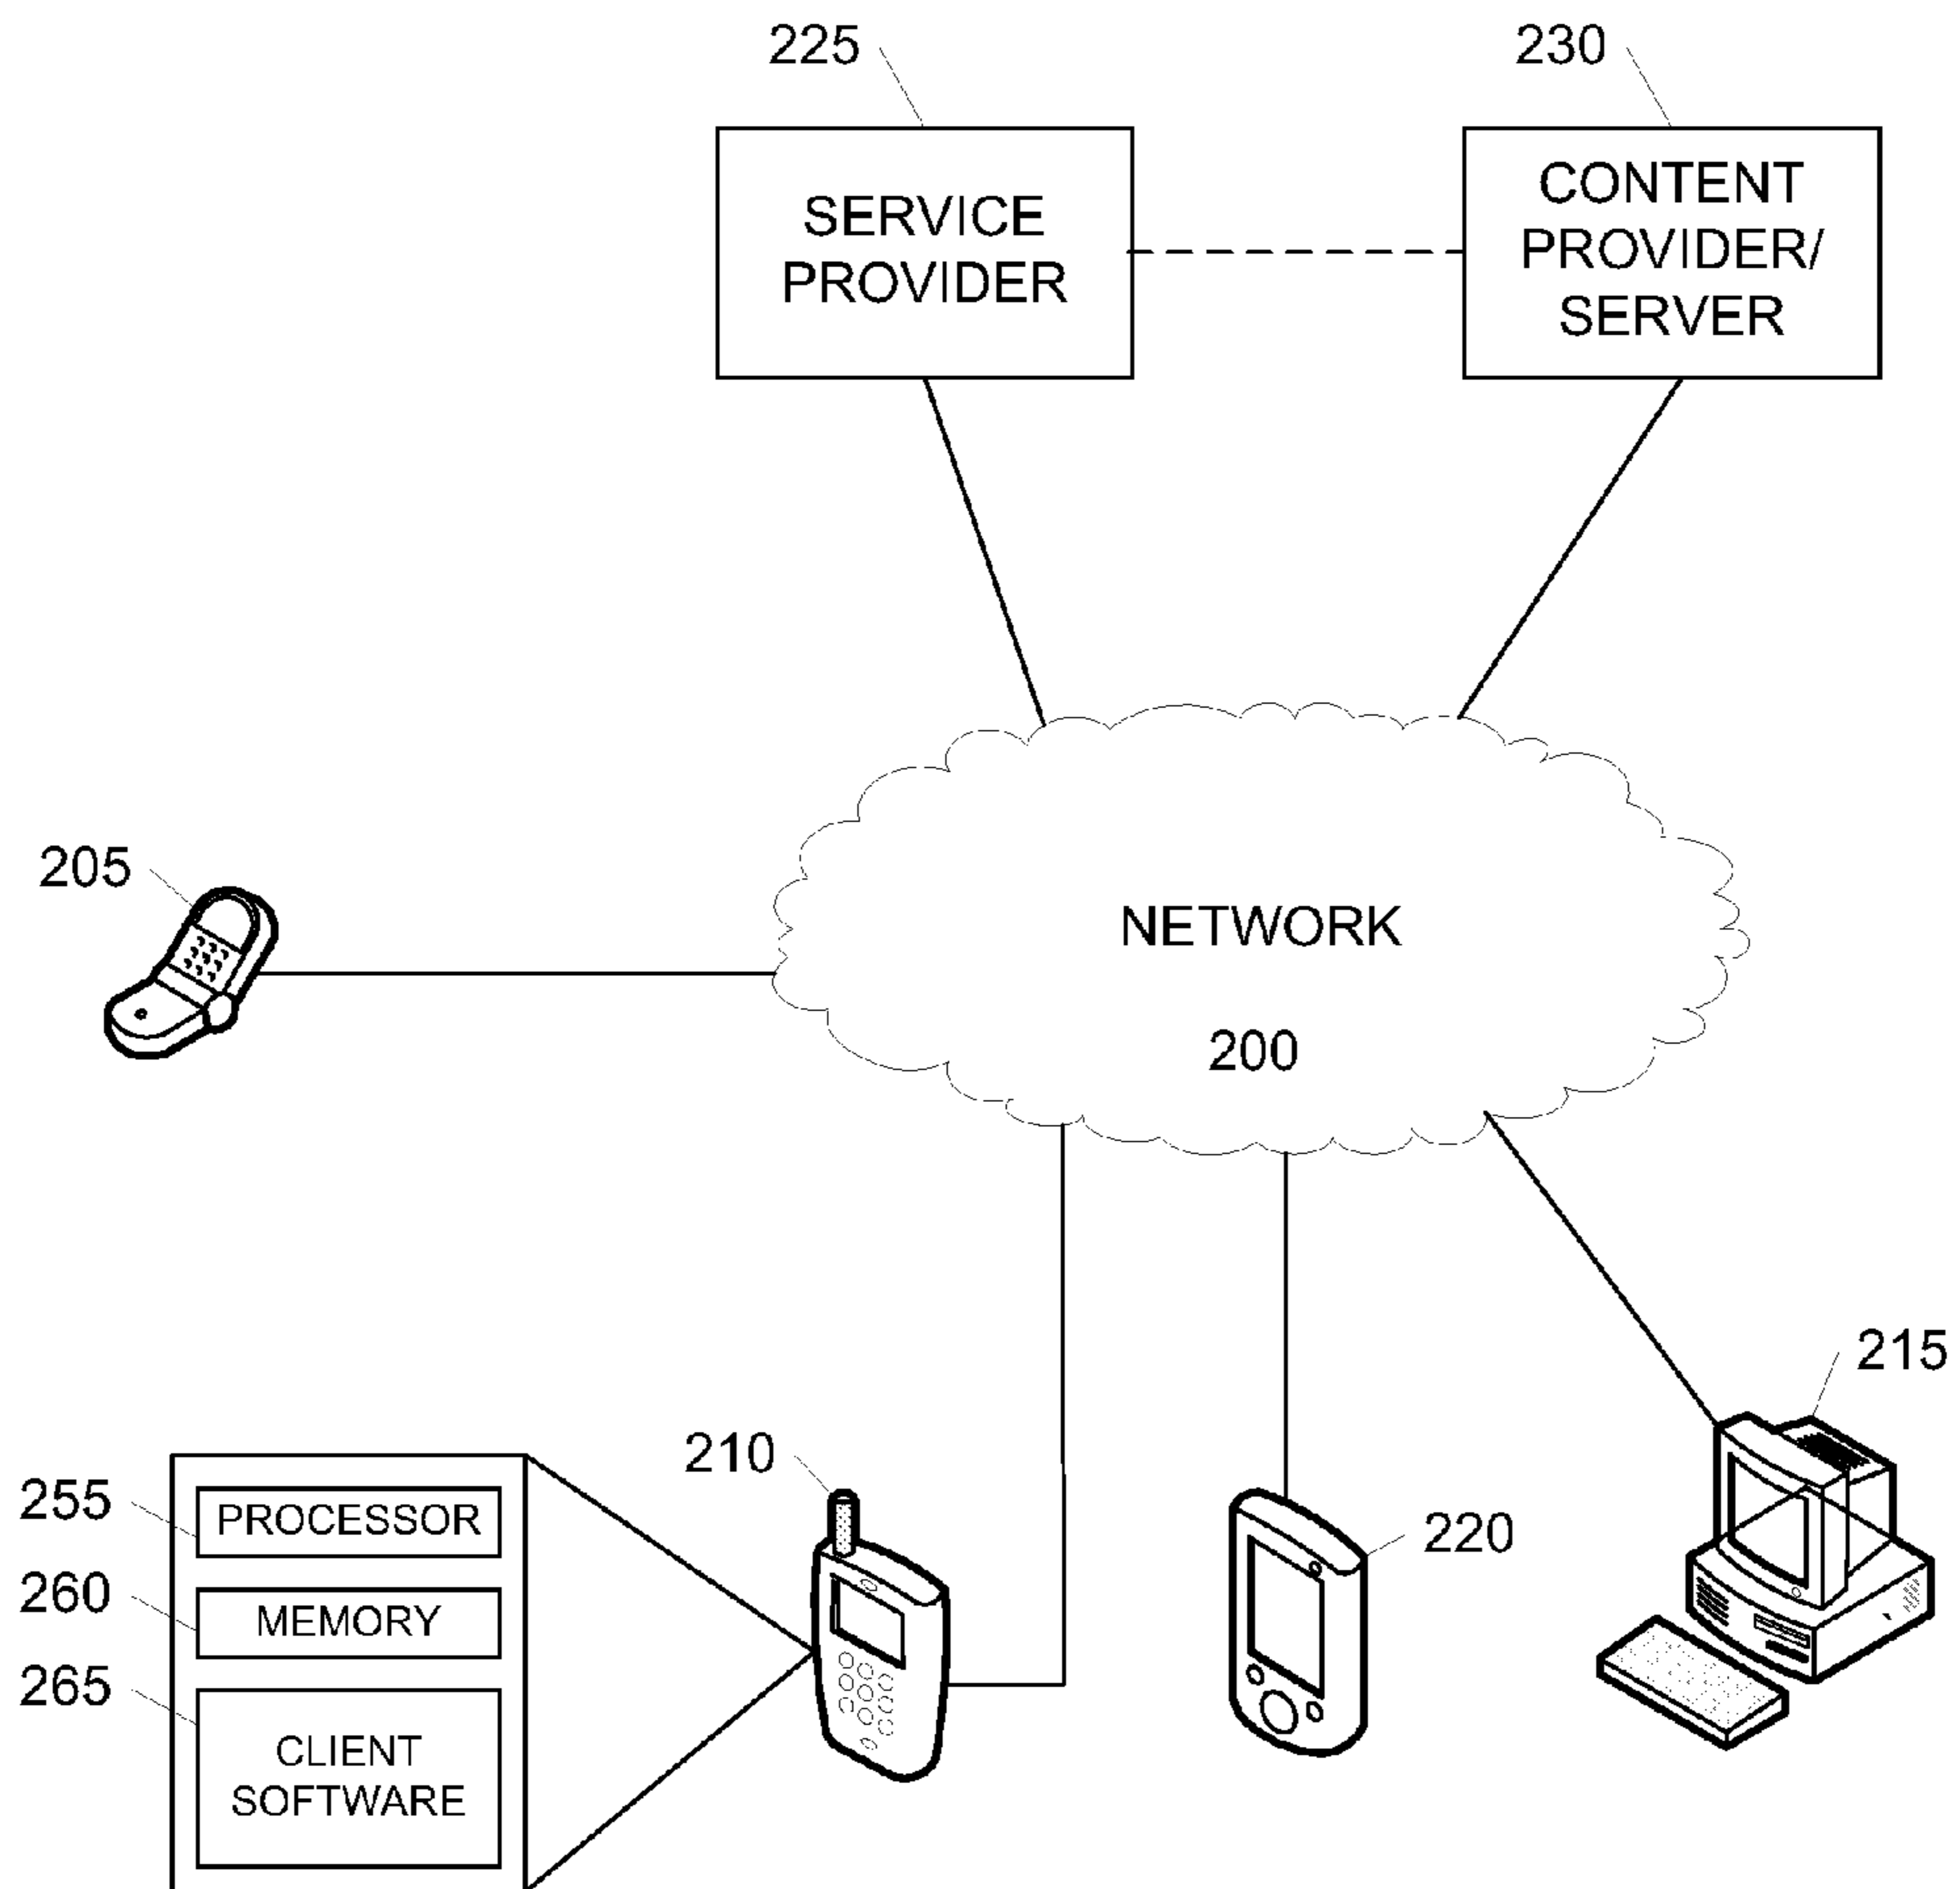 225
230
SERVICE
PROVIDER
CONTENT
PROVIDER/
SERVER
205
NETWORK
200
215
210
220
255
PROCESSOR
260
MEMORY
265
CLIENT
SOFTWARE